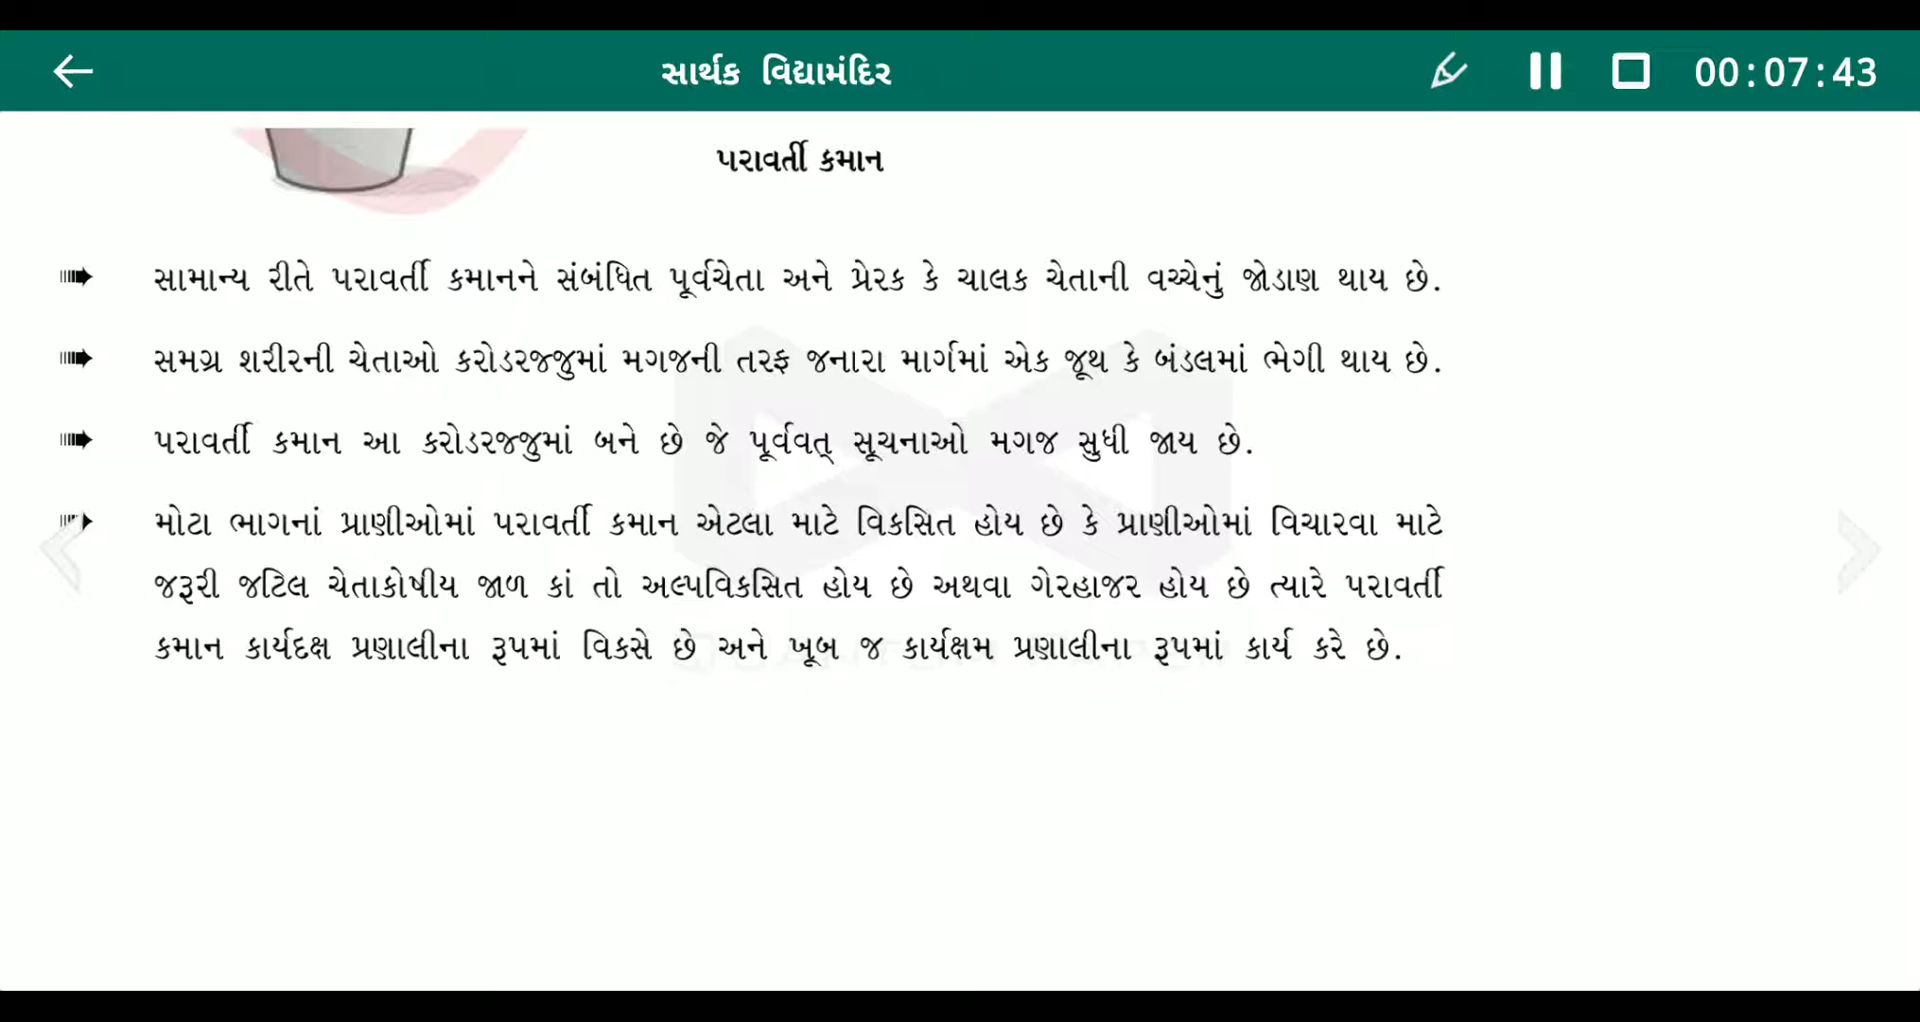 સાર્થક વિદ્યામંદિર
00:07:43
પરાવર્તી કમાન
સામાન્ય રીતે પરાવર્તી કમાનને સંબંધિત પૂર્વચેતા અને પ્રેરક કે ચાલક ચેતાની વચ્ચેનું જોડાણ થાય છે.
સમગ્ર શરીરની ચેતાઓ કરોડરજ્જુમાં મગજની તરફ જનારા માર્ગમાં એક જૂથ કે બંડલમાં ભેગી થાય છે.
પરાવર્તી કમાન આ કરોડરજ્જુમાં બને છે જે પૂર્વવત્ સૂચનાઓ મગજ સુધી જાય છે.
મોટા ભાગનાં પ્રાણીઓમાં પરાવર્તી કમાન એટલા માટે વિકસિત હોય છે કે પ્રાણીઓમાં વિચારવા માટે
જરૂરી જટિલ ચેતાકોષીય જાળ કાં તો અલ્પવિકસિત હોય છે અથવા ગેરહાજર હોય છે ત્યારે પરાવર્તી
કમાન કાર્યદક્ષ પ્રણાલીના રૂપમાં વિકસે છે અને ખૂબ જ કાર્યક્ષમ પ્રણાલીના રૂપમાં કાર્ય કરે છે.